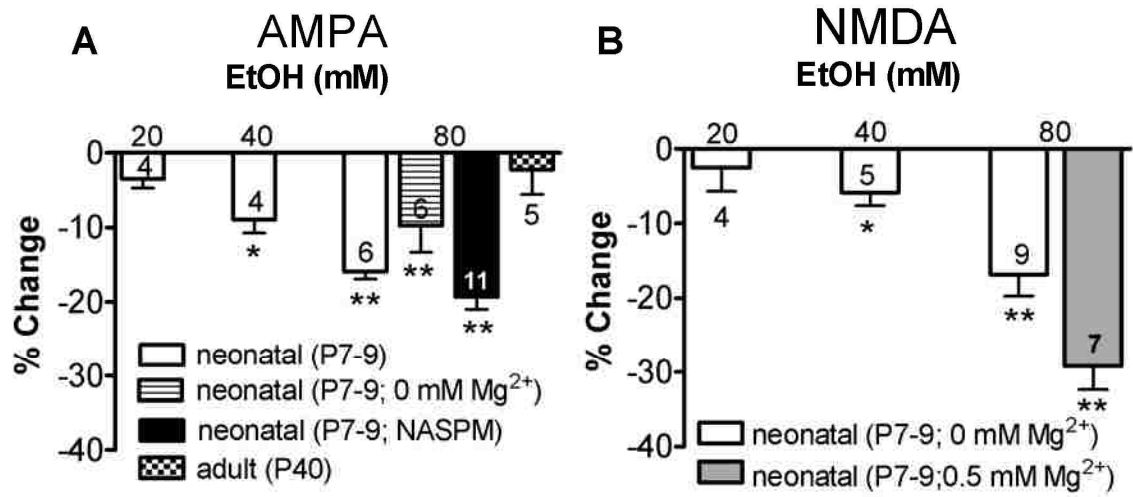 A AMPA
EtOH (mM)
20 40 80
0
-10
-20
-30
-40
% Change
4
4
6
6
11
5
*
**
**
**
neonatal (P7-9)
neonatal (P7-9; 0 mM Mg²⁺)
neonatal (P7-9; NASPM)
adult (P40)
B NMDA
EtOH (mM)
20 40 80
0
-10
-20
-30
-40
% Change
4
5
9
7
*
**
**
neonatal (P7-9; 0 mM Mg²⁺)
neonatal (P7-9;0.5 mM Mg²⁺)